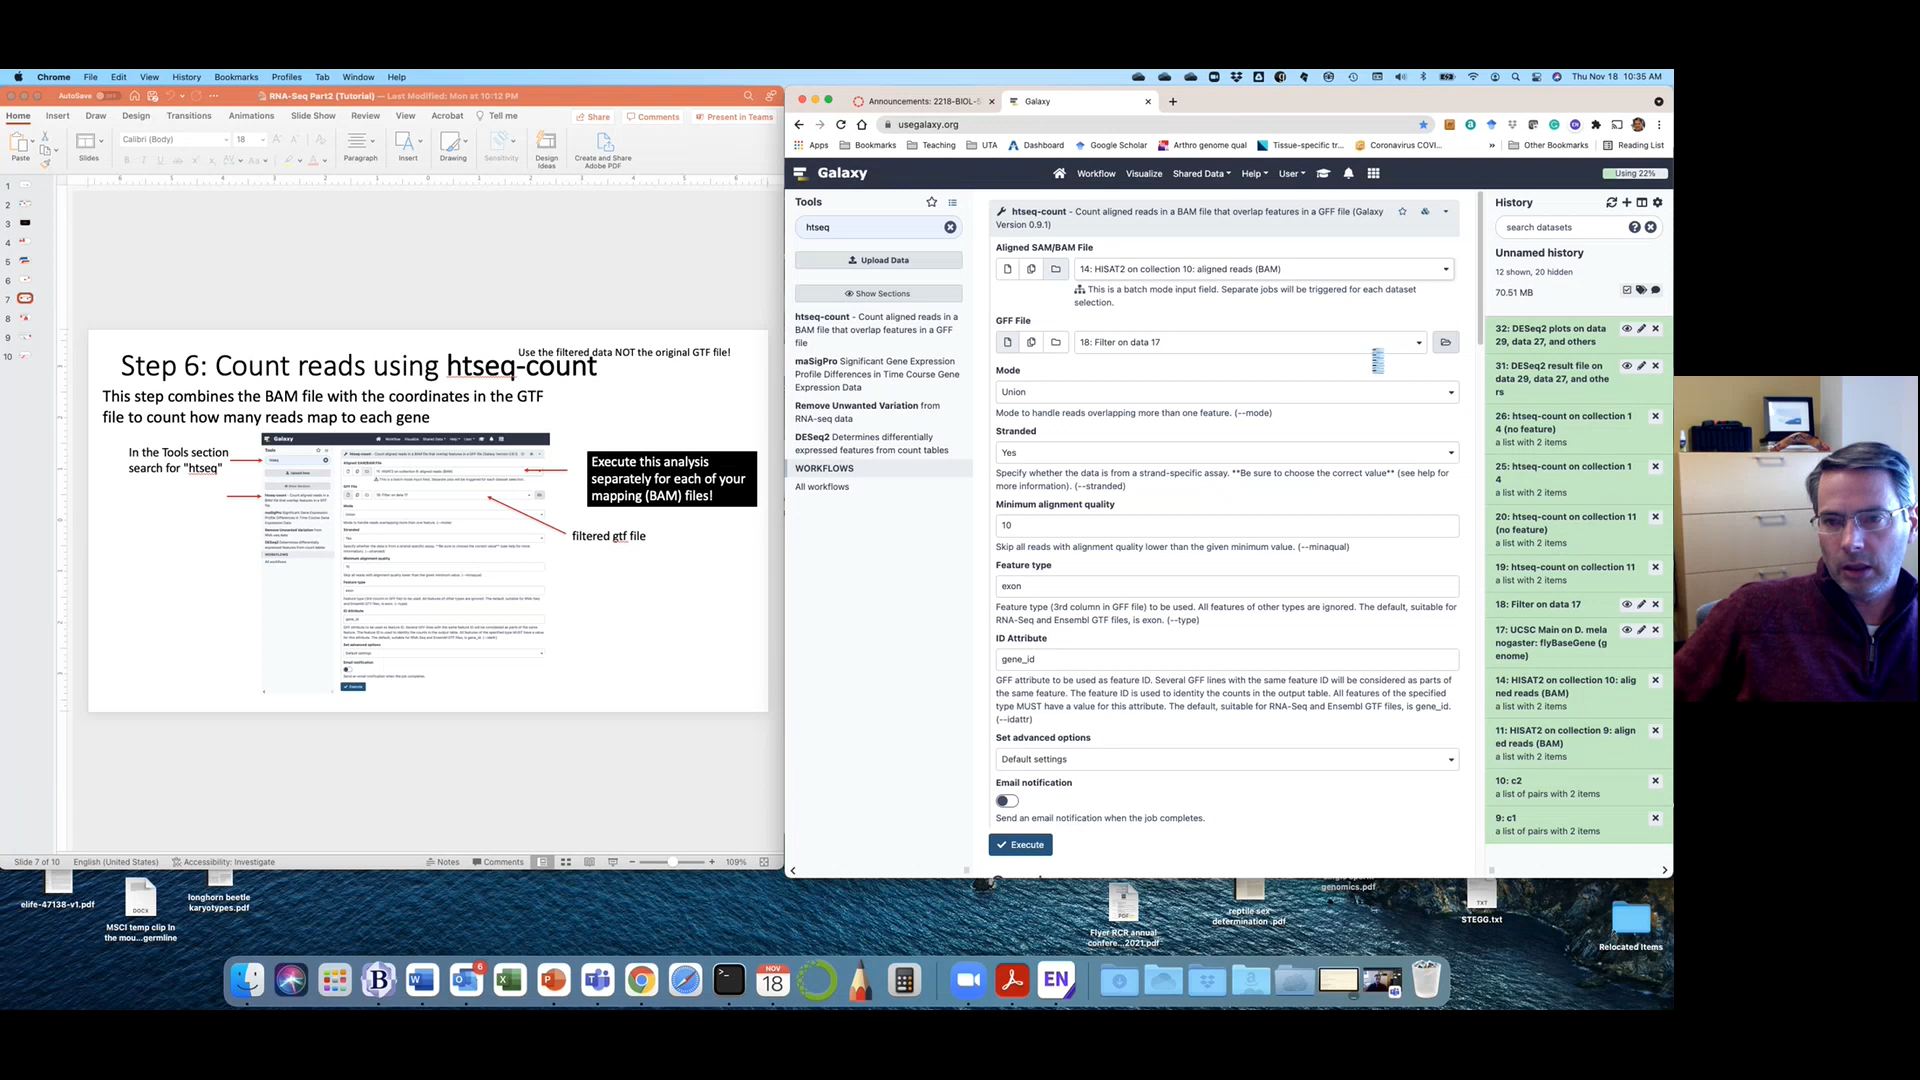 Chrome File Edit View History Bookmarks Profiles Tab Window Help
Thu Nov 18 10:35 AM
AutoSave
RNA-Seq Part2 (Tutorial) — Last Modified: Mon at 10:12 PM
Home Insert Draw Design Transitions Animations Slide Show Review View Acrobat Tell me
Share Comments Present in Teams
Paste
Slides
Calibri (Body) 18
Paragraph
Insert
Drawing
Sensitivity
Design
Ideas
Create and Share
Adobe PDF
1
2
3
4
5
6
7
8
9
10
Use the filtered data NOT the original GTF file!
Step 6: Count reads using htseq-count
This step combines the BAM file with the coordinates in the GTF
file to count how many reads map to each gene
In the Tools section
search for "htseq"
Execute this analysis
separately for each of your
mapping (BAM) files!
filtered gtf file
Slide 7 of 10 English (United States) Accessibility: Investigate Notes Comments 109%
Announcements: 2218-BIOL-
Galaxy
usegalaxy.org
Apps Bookmarks Teaching UTA Dashboard Google Scholar Arthro genome qual Tissue-specific tr... Coronavirus COVI... » Other Bookmarks Reading List
Galaxy
Workflow Visualize Shared Data Help User
Using 22%
Tools
htseq
Upload Data
Show Sections
htseq-count - Count aligned reads in a
BAM file that overlap features in a GFF
file
maSigPro Significant Gene Expression
Profile Differences in Time Course Gene
Expression Data
Remove Unwanted Variation from
RNA-seq data
DESeq2 Determines differentially
expressed features from count tables
WORKFLOWS
All workflows
htseq-count - Count aligned reads in a BAM file that overlap features in a GFF file (Galaxy
Version 0.9.1)
Aligned SAM/BAM File
14: HISAT2 on collection 10: aligned reads (BAM)
This is a batch mode input field. Separate jobs will be triggered for each dataset
selection.
GFF File
18: Filter on data 17
Mode
Union
Mode to handle reads overlapping more than one feature. (--mode)
Stranded
Yes
Specify whether the data is from a strand-specific assay. **Be sure to choose the correct value** (see help for
more information). (--stranded)
Minimum alignment quality
10
Skip all reads with alignment quality lower than the given minimum value. (--minaqual)
Feature type
exon
Feature type (3rd column in GFF file) to be used. All features of other types are ignored. The default, suitable for
RNA-Seq and Ensembl GTF files, is exon. (--type)
ID Attribute
gene_id
GFF attribute to be used as feature ID. Several GFF lines with the same feature ID will be considered as parts of
the same feature. The feature ID is used to identity the counts in the output table. All features of the specified
type MUST have a value for this attribute. The default, suitable for RNA-Seq and Ensembl GTF files, is gene_id.
(--idattr)
Set advanced options
Default settings
Email notification
Send an email notification when the job completes.
Execute
History
search datasets
Unnamed history
12 shown, 20 hidden
70.51 MB
32: DESeq2 plots on data
29, data 27, and others
31: DESeq2 result file on
data 29, data 27, and othe
rs
26: htseq-count on collection 1
4 (no feature)
a list with 2 items
25: htseq-count on collection 1
4
a list with 2 items
20: htseq-count on collection 11
(no feature)
a list with 2 items
19: htseq-count on collection 11
a list with 2 items
18: Filter on data 17
17: UCSC Main on D. mela
nogaster: flyBaseGene (g
enome)
14: HISAT2 on collection 10: alig
ned reads (BAM)
a list with 2 items
11: HISAT2 on collection 9: align
ed reads (BAM)
a list with 2 items
10: c2
a list of pairs with 2 items
9: c1
a list of pairs with 2 items
elife-47138-v1.pdf
DOCX
MSCI temp clip In
the mou...germline
longhorn beetle
karyotypes.pdf
PDF
Flyer RCR annual
confere...2021.pdf
reptile sex
determination .pdf
genomics.pdf
TXT
STEGG.txt
Relocated Items
6
NOV
18
EN